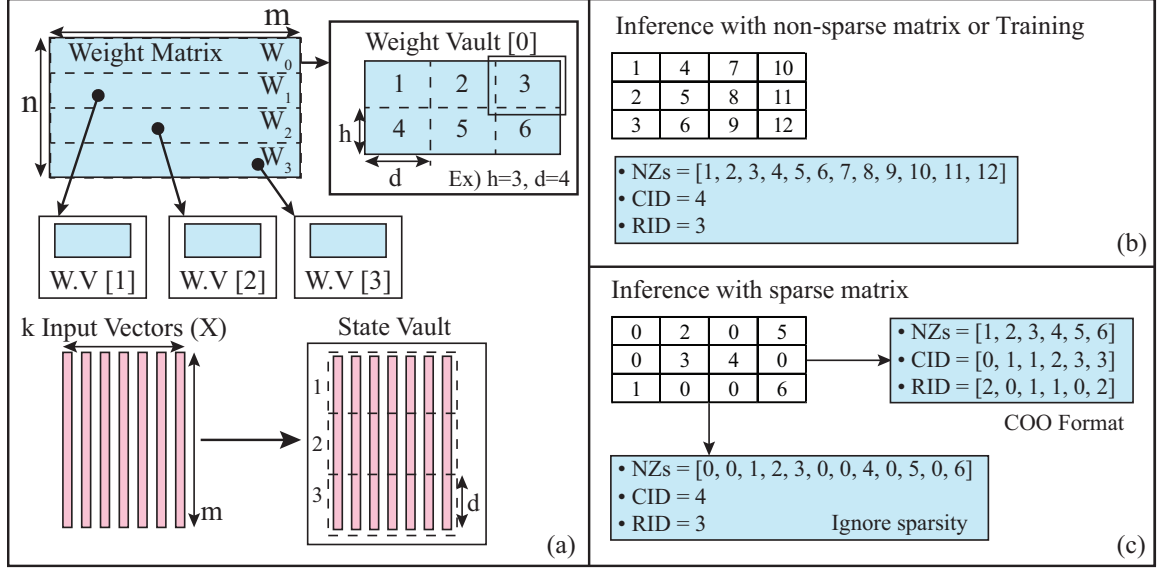 m
Weight Matrix
n
W0
W1
W2
W3
Weight Vault [0]
1 2 3
4 5 6
h
d
Ex) h=3, d=4
W.V [1]
W.V [2]
W.V [3]
k Input Vectors (X)
m
State Vault
1
2
3
d
(a)
Inference with non-sparse matrix or Training
1 4 7 10
2 5 8 11
3 6 9 12
• NZs = [1, 2, 3, 4, 5, 6, 7, 8, 9, 10, 11, 12]
• CID = 4
• RID = 3
(b)
Inference with sparse matrix
0 2 0 5
0 3 4 0
1 0 0 6
• NZs = [1, 2, 3, 4, 5, 6]
• CID = [0, 1, 1, 2, 3, 3]
• RID = [2, 0, 1, 1, 0, 2]
COO Format
• NZs = [0, 0, 1, 2, 3, 0, 0, 4, 0, 5, 0, 6]
• CID = 4
• RID = 3
Ignore sparsity
(c)